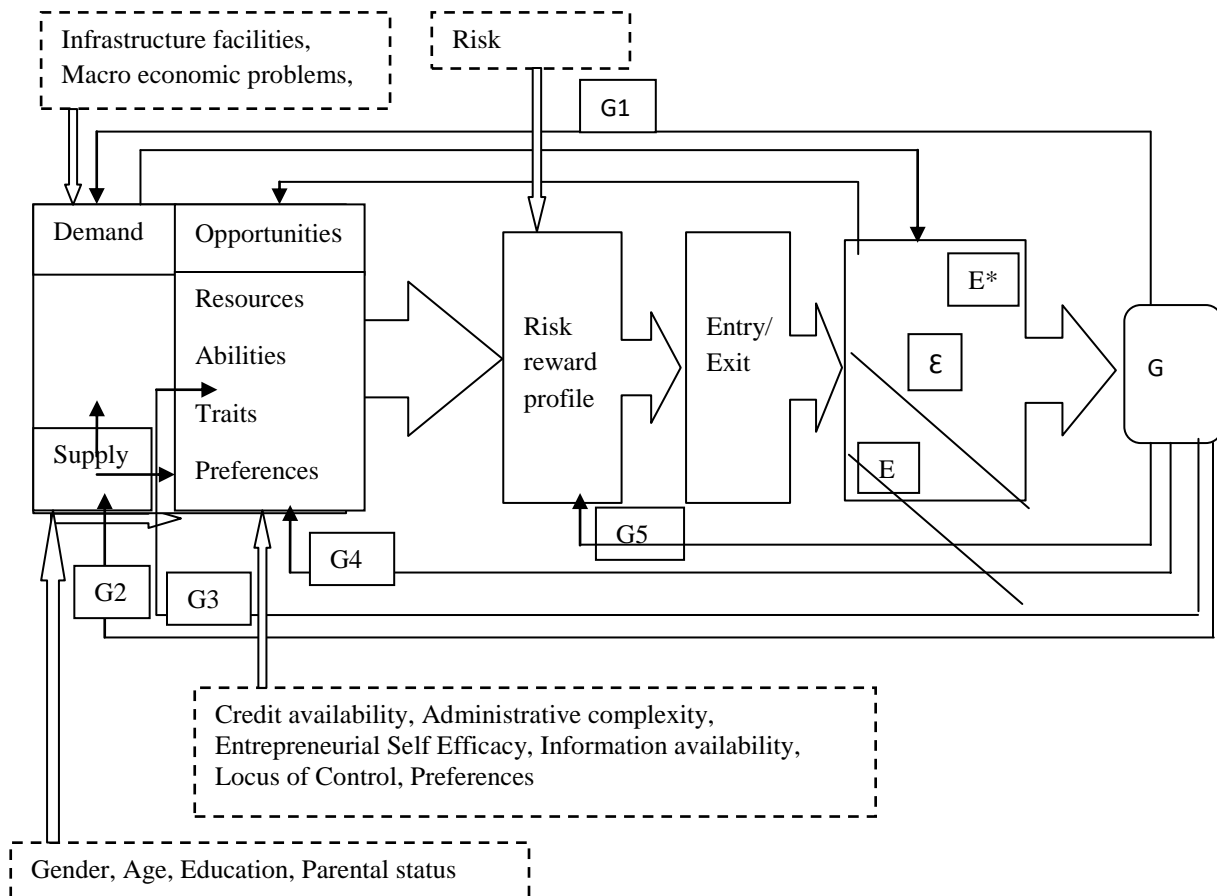 Infrastructure facilities,
Macro economic problems,
Risk
G1
Demand
Opportunities
E*
Resources
Abilities
Traits
Preferences
Risk
reward
profile
Entry/
Exit
Ɛ
G
Supply
E
G5
G4
G2
G3
Credit availability, Administrative complexity,
Entrepreneurial Self Efficacy, Information availability,
Locus of Control, Preferences
Gender, Age, Education, Parental status